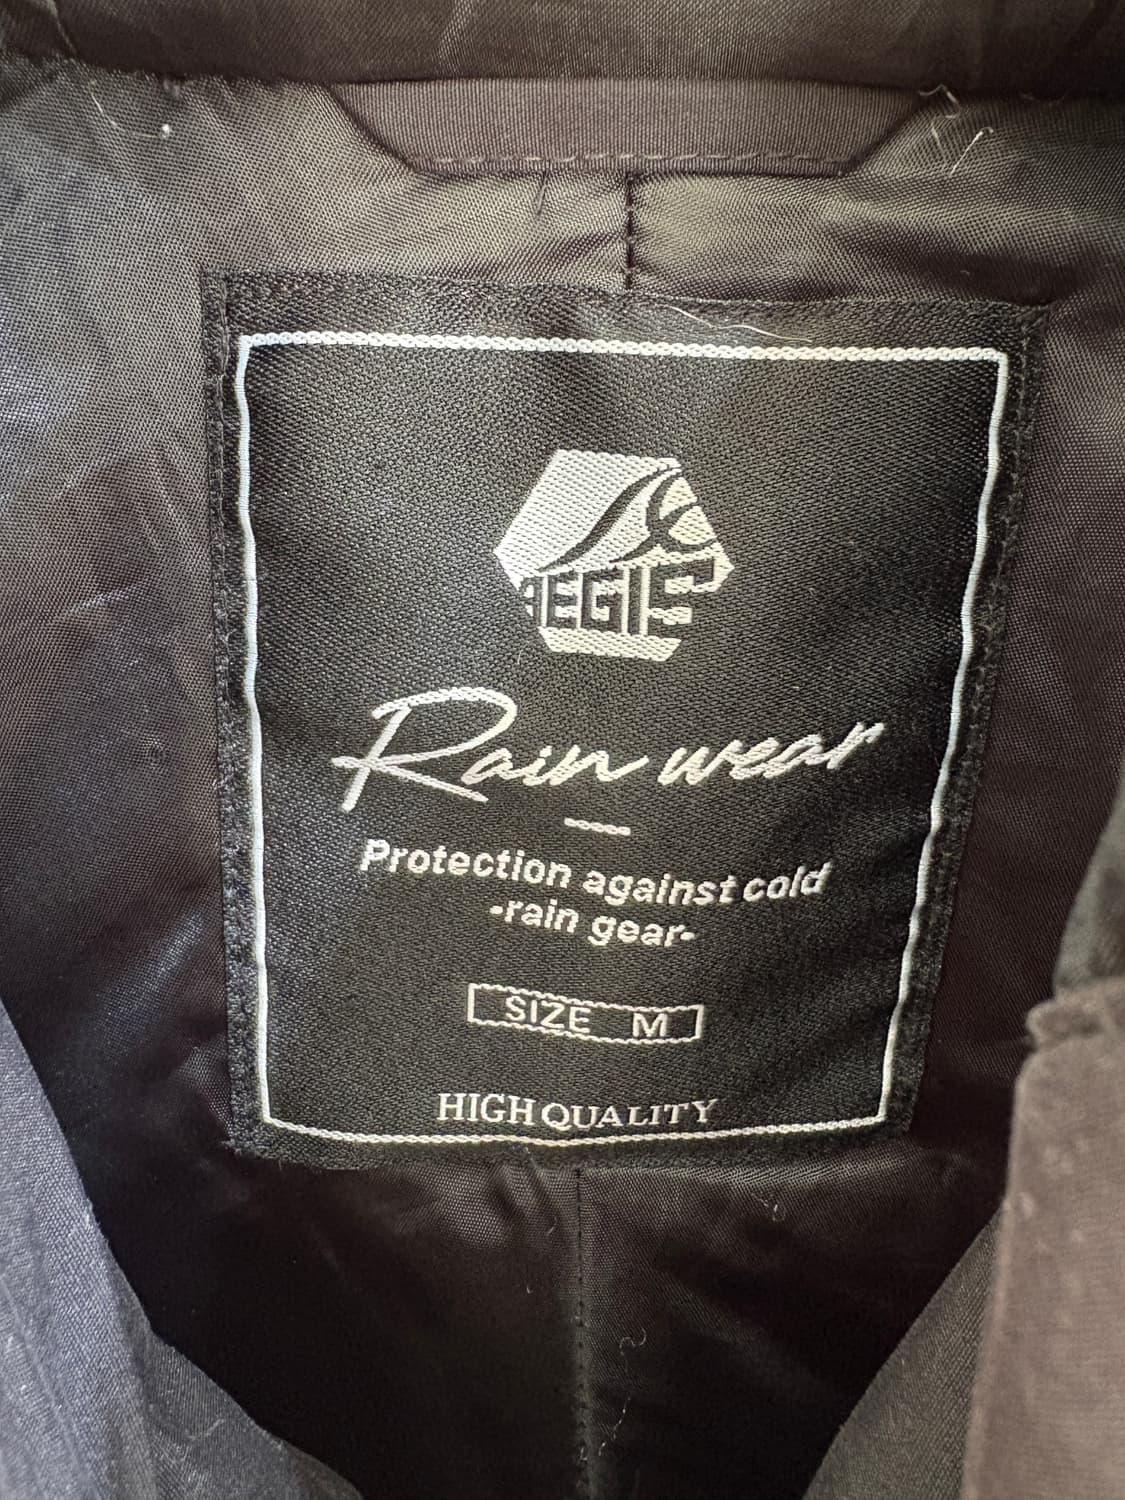 AEGIS
Rain wear
Protection against cold
-rain gear-
SIZE M
HIGH QUALITY